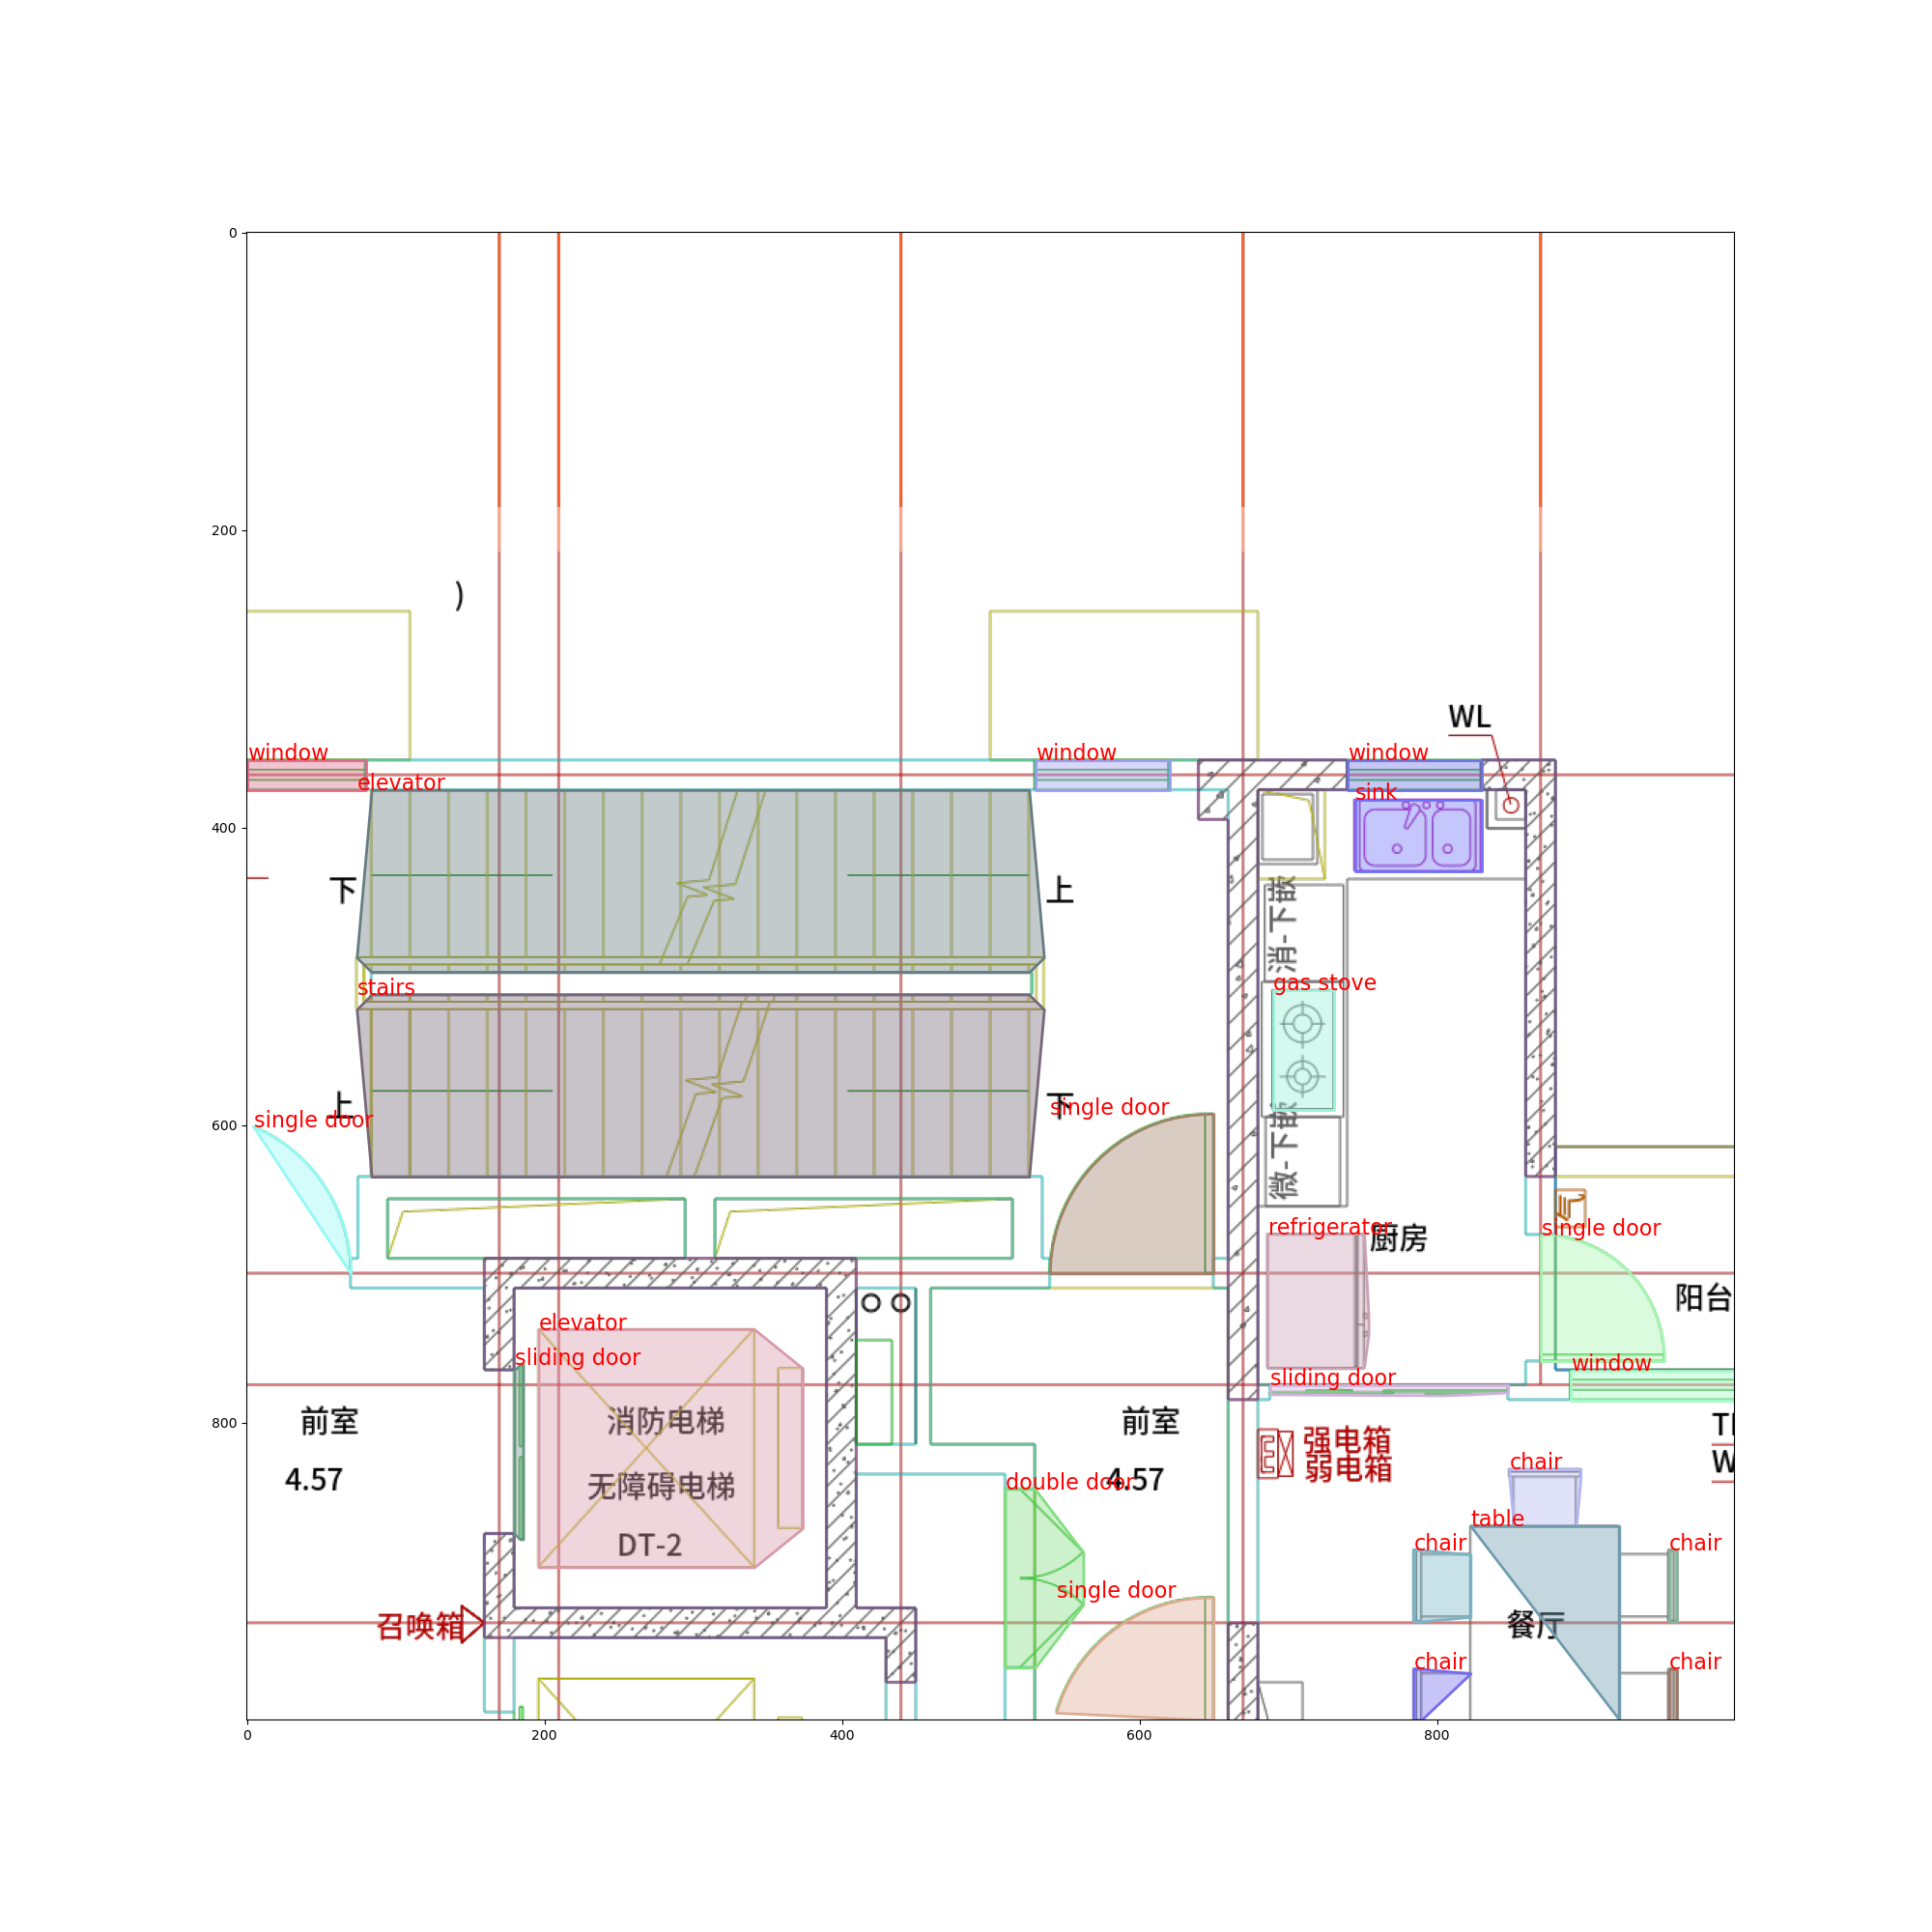 0
200
)
WL
window
window
window
elevator
sink
400
下
上
消-下嵌
stairs
gas stove
上
下
single door
single door
600
微-下嵌
refrigerator
厨房
single door
阳台
elevator
sliding door
sliding door
window
800
前室
消防电梯
前室
强电箱
弱电箱
4.57
无障碍电梯
4.57
double door
chair
DT-2
table
chair
chair
single door
召唤箱
餐厅
chair
chair
0
200
400
600
800